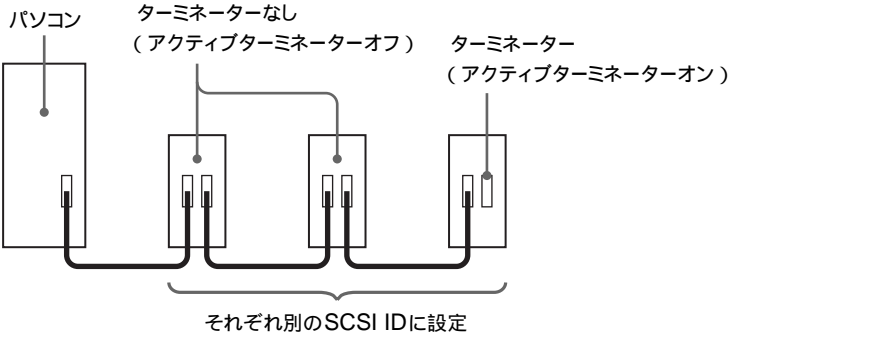 パソコン
ターミネーターなし
(アクティブターミネーターオフ)
ターミネーター
(アクティブターミネーターオン)
それぞれ別のSCSI IDに設定